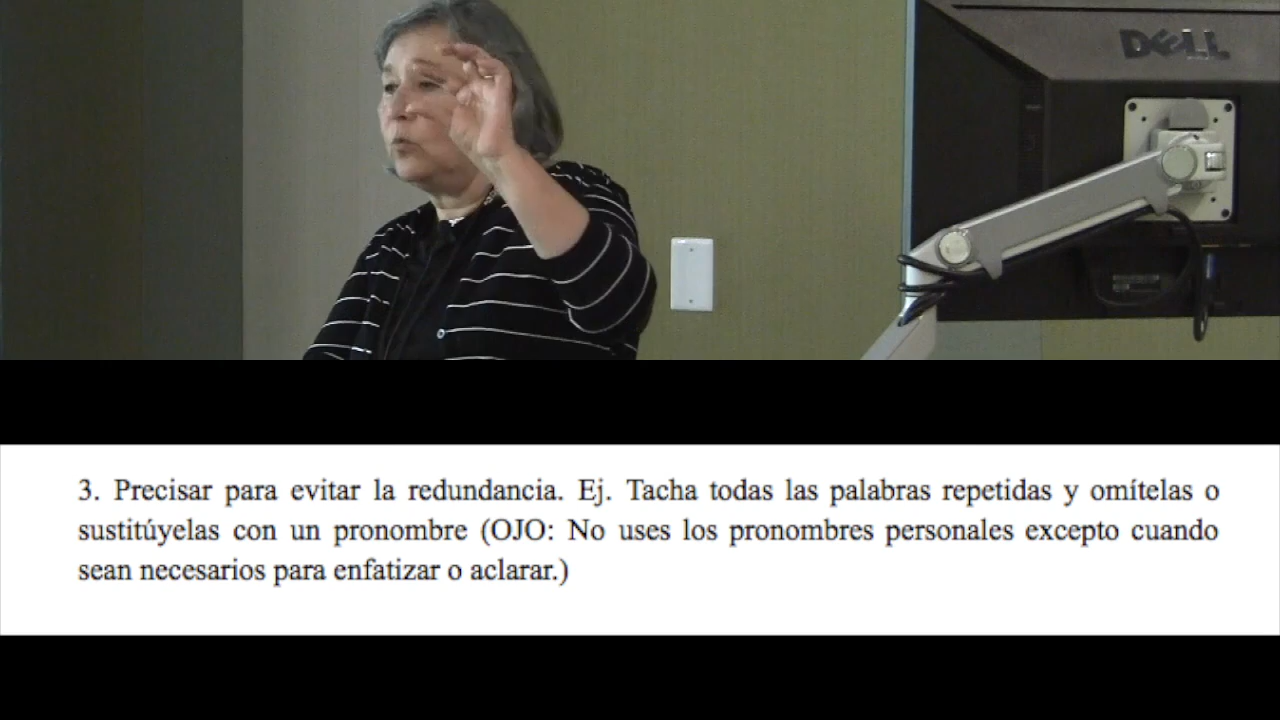 DELL
3. Precisar para evitar la redundancia. Ej. Tacha todas las palabras repetidas y omítelas o
sustitúyelas con un pronombre (OJO: No uses los pronombres personales excepto cuando
sean necesarios para enfatizar o aclarar.)